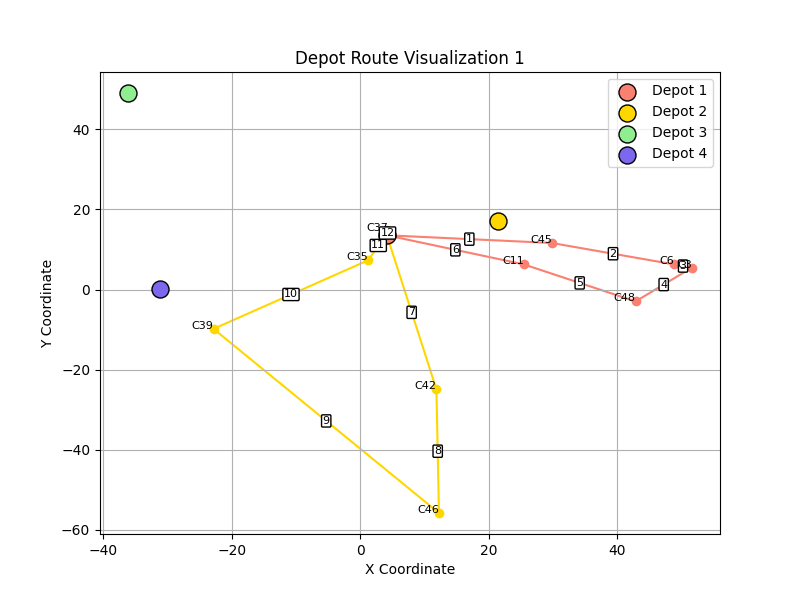 Depot Route Visualization 1
Depot 1
Depot 2
Depot 3
Depot 4
Y Coordinate
40
20
0
−20
−40
−60
C37
12
11
C35
10
C39
9
7
C42
8
C46
1
6
C45
C11
2
C6
3
5
4
C48
−40
−20
0
20
40
X Coordinate